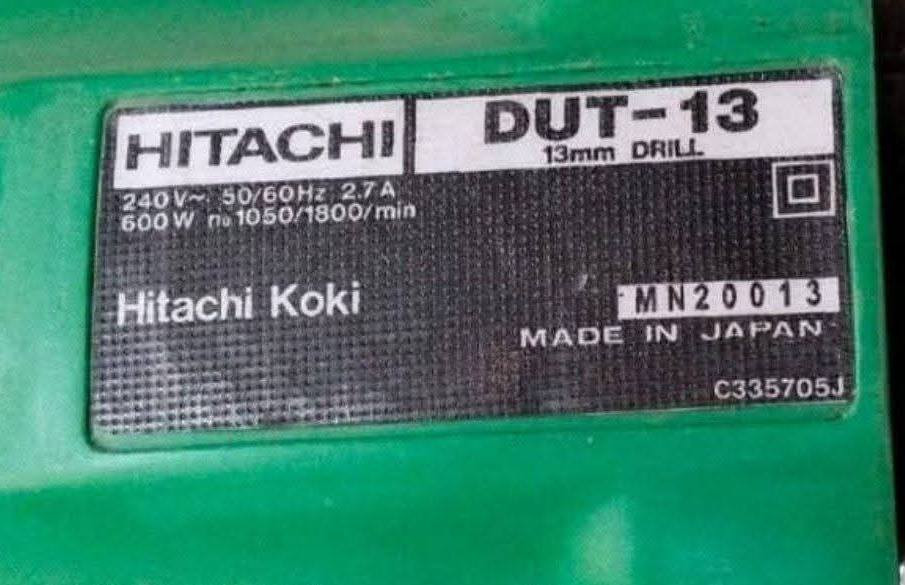 HITACHI
DUT-13
13mm DRILL
240V~ 50/60Hz 2.7A
600W no 1050/1800/min
Hitachi Koki
MN20013
MADE IN JAPAN
C335705J